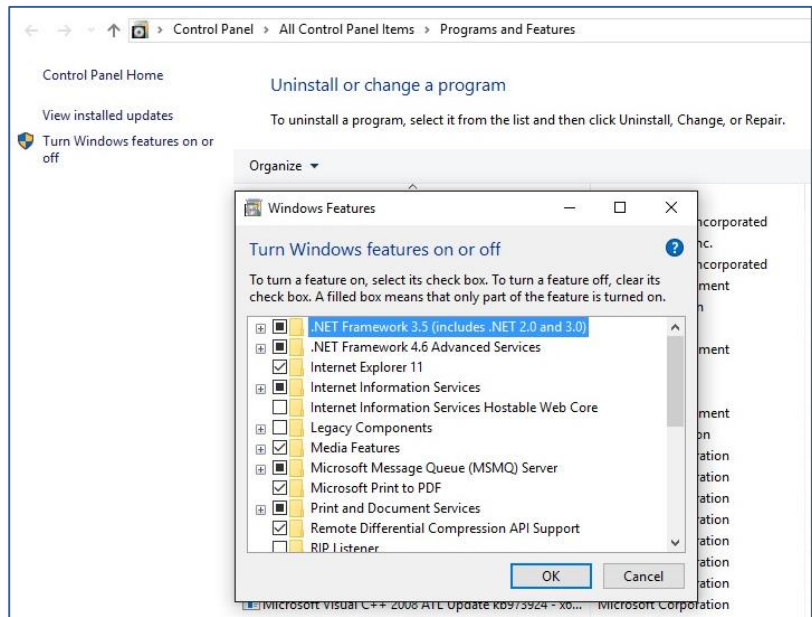 Control Panel > All Control Panel Items > Programs and Features
Control Panel Home
View installed updates
Turn Windows features on or
off
Uninstall or change a program
To uninstall a program, select it from the list and then click Uninstall, Change, or Repair.
Organize
Windows Features
Turn Windows features on or off
To turn a feature on, select its check box. To turn a feature off, clear its
check box. A filled box means that only part of the feature is turned on.
.NET Framework 3.5 (includes .NET 2.0 and 3.0)
.NET Framework 4.6 Advanced Services
Internet Explorer 11
Internet Information Services
Internet Information Services Hostable Web Core
Legacy Components
Media Features
Microsoft Message Queue (MSMQ) Server
Microsoft Print to PDF
Print and Document Services
Remote Differential Compression API Support
RIP Listener
OK
Cancel
Microsoft Visual C++ 2008 ATL Update kb973924 - x6... Microsoft Corporation